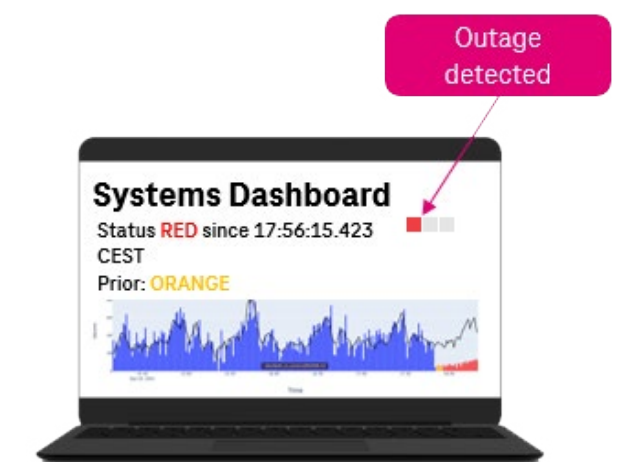 Outage
detected
Systems Dashboard
Status RED since 17:56:15.423
CEST
Prior: ORANGE
Time